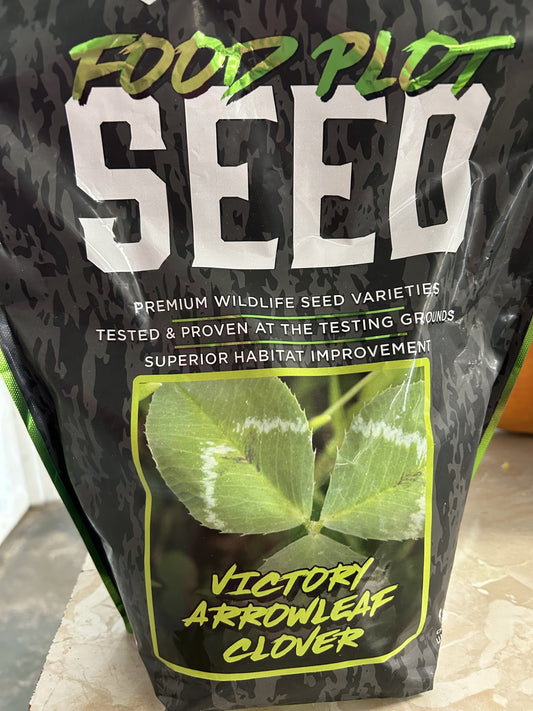 FOOD PLOT
SEED
PREMIUM WILDLIFE SEED VARIETIES
TESTED & PROVEN AT THE TESTING GROUNDS
SUPERIOR HABITAT IMPROVEMENT
VICTORY
ARROWLEAF
CLOVER